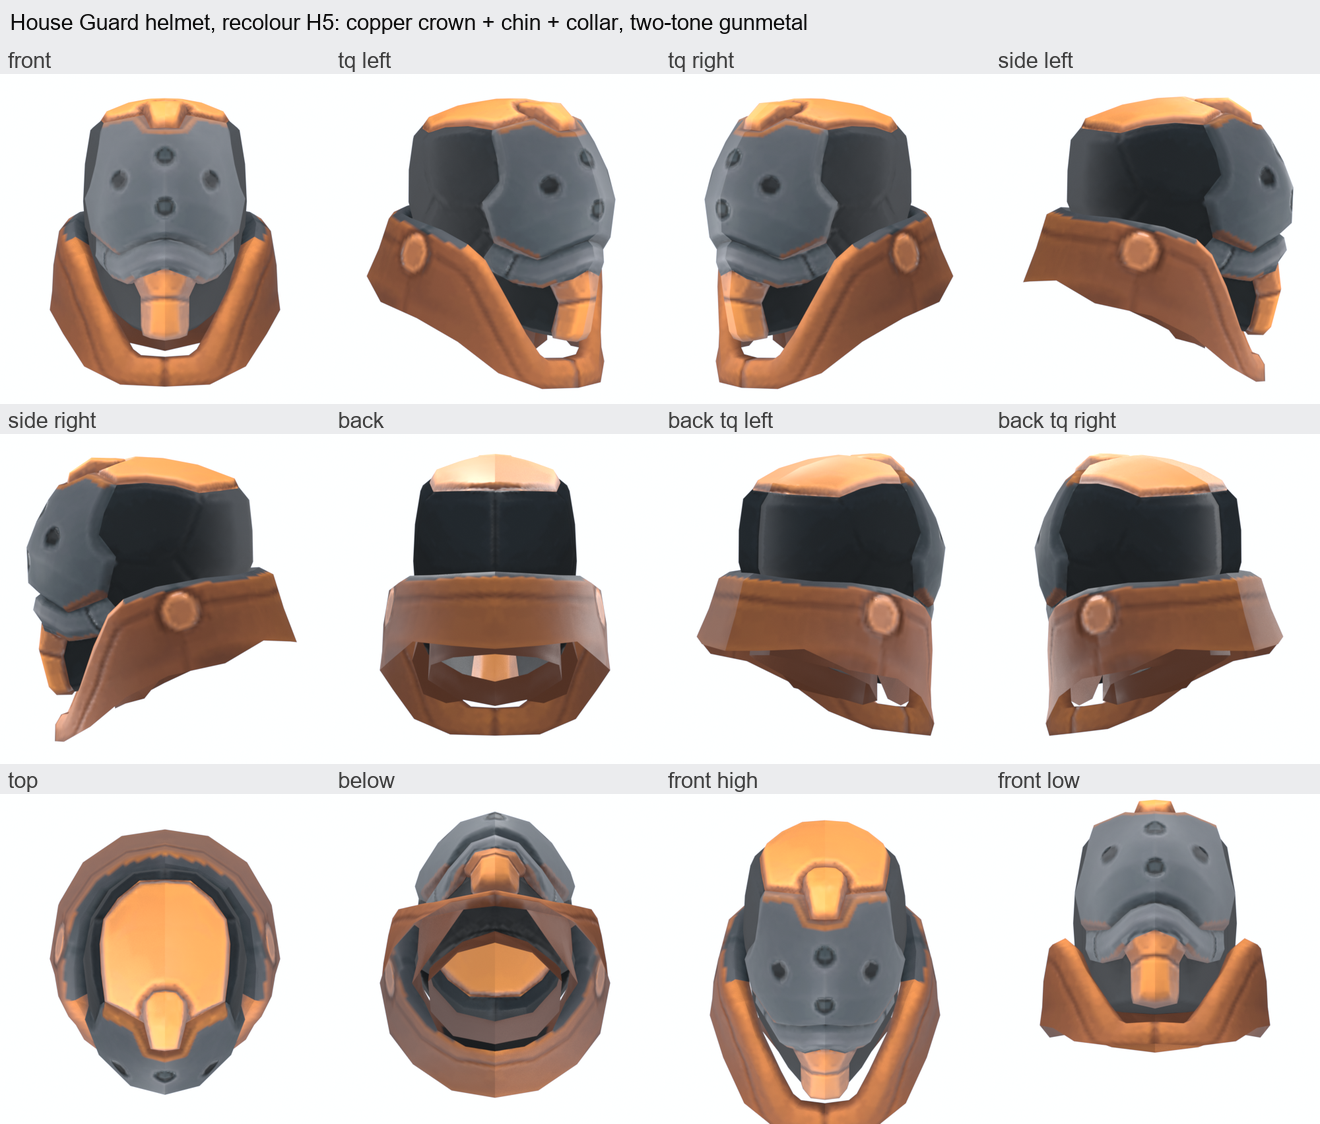 House Guard helmet, recolour H5: copper crown + chin + collar, two-tone gunmetal
front
tq left
tq right
side left
side right
back
back tq left
back tq right
top
below
front high
front low